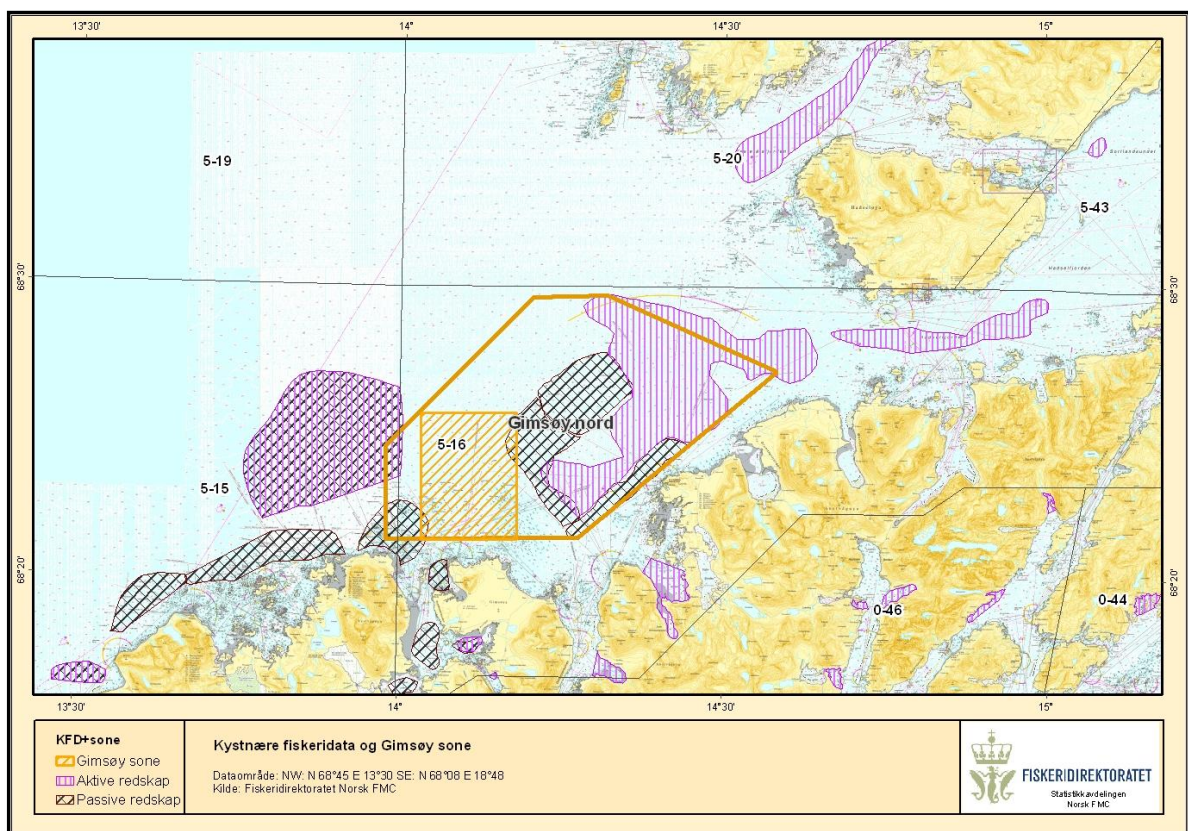 13°30' 14° 14°30' 15°
5-19
5-20
5-43
68°30' 68°30'
Gimsøy nord
5-16
5-15
68°20' 68°20'
0-46
0-44
13°30' 14° 14°30' 15°
KFD+sone
Gimsøy sone
Aktive redskap
Passive redskap
Kystnære fiskeridata og Gimsøy sone
Dataområde: NW: N 68°45 E 13°30 SE: N 68°08 E 18°48
Kilde: Fiskeridirektoratet Norsk FMC
FISKERIDIREKTORATET
Statistikkavdelingen
Norsk FMC